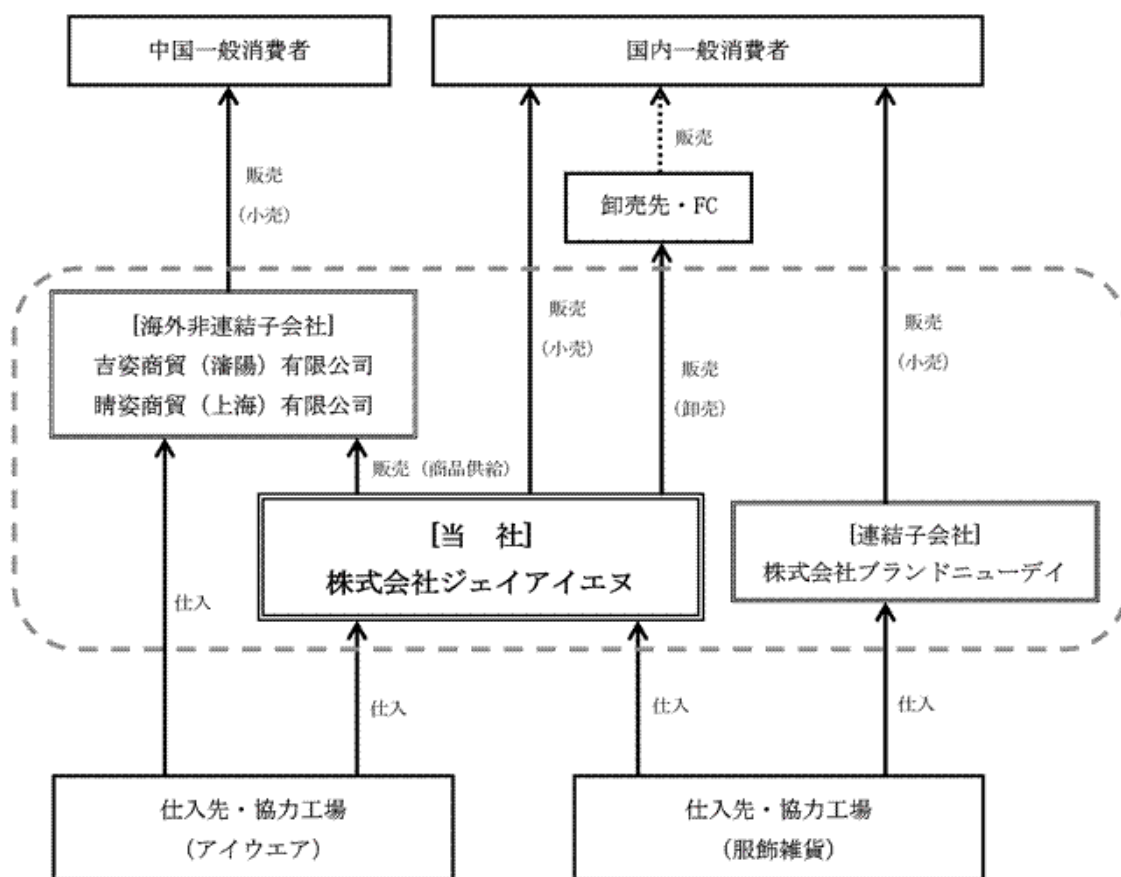 中国一般消費者
国内一般消費者
販売
卸売先・FC
販売
(小売)
[海外非連結子会社]
吉姿商貿（瀋陽）有限公司
睛姿商貿（上海）有限公司
販売
(小売)
販売
(卸売)
販売
(小売)
販売（商品供給）
[当　社]
株式会社ジェイアイエヌ
[連結子会社]
株式会社ブランドニューデイ
仕入
仕入
仕入
仕入
仕入先・協力工場
（アイウエア）
仕入先・協力工場
（服飾雑貨）